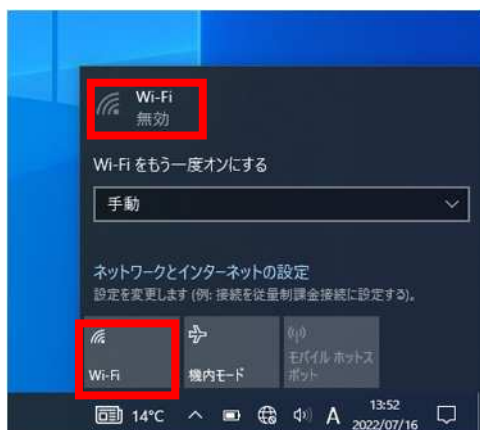 Wi-Fi
無効
Wi-Fi をもう一度オンにする
手動
ネットワークとインターネットの設定
設定を変更します (例: 接続を従量制課金接続に設定する)。
Wi-Fi
機内モード
モバイル ホットス
ポット
14°C
A
13:52
2022/07/16